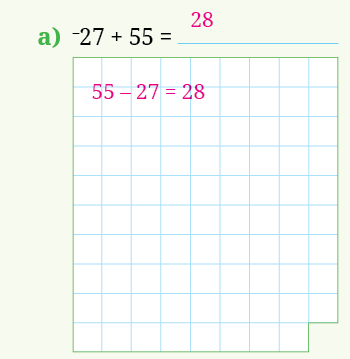 a) ⁻27 + 55 = 28
55 – 27 = 28